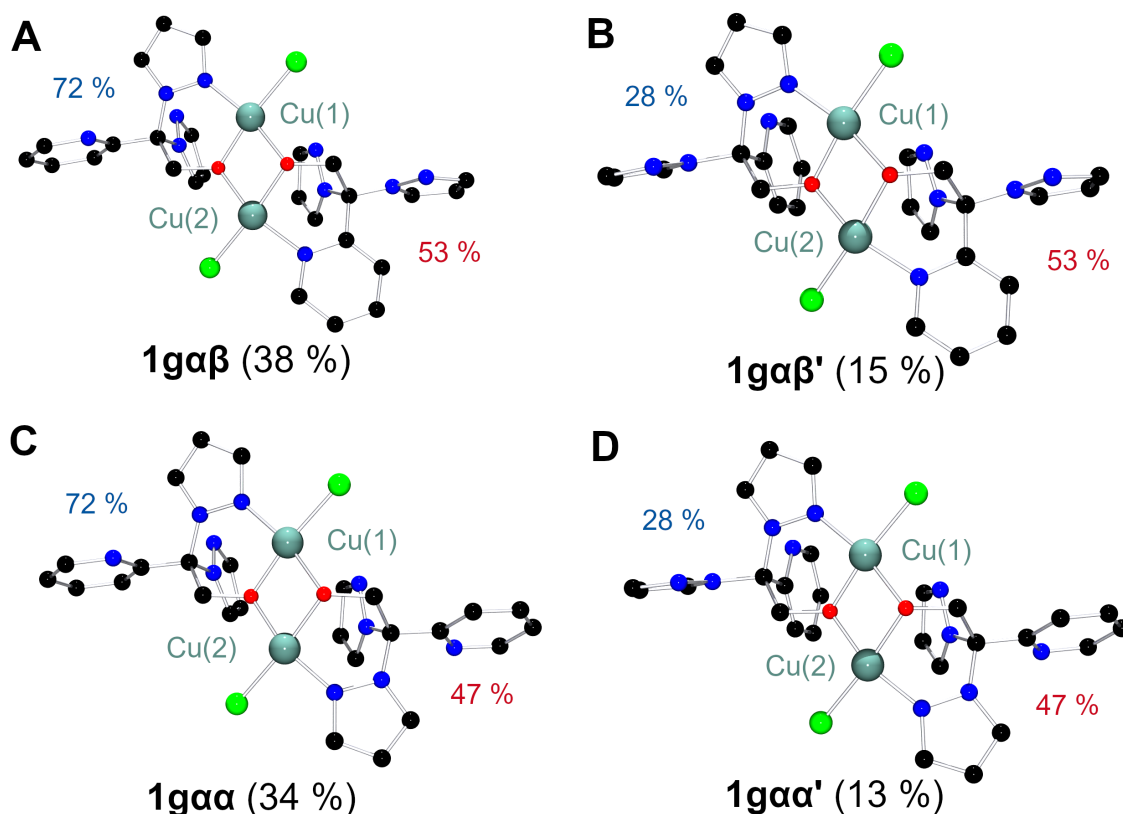 A
72 %
Cu(1)
Cu(2)
53 %
1gαβ (38 %)
B
28 %
Cu(1)
Cu(2)
53 %
1gαβ' (15 %)
C
72 %
Cu(1)
Cu(2)
47 %
1gαα (34 %)
D
28 %
Cu(1)
Cu(2)
47 %
1gαα' (13 %)